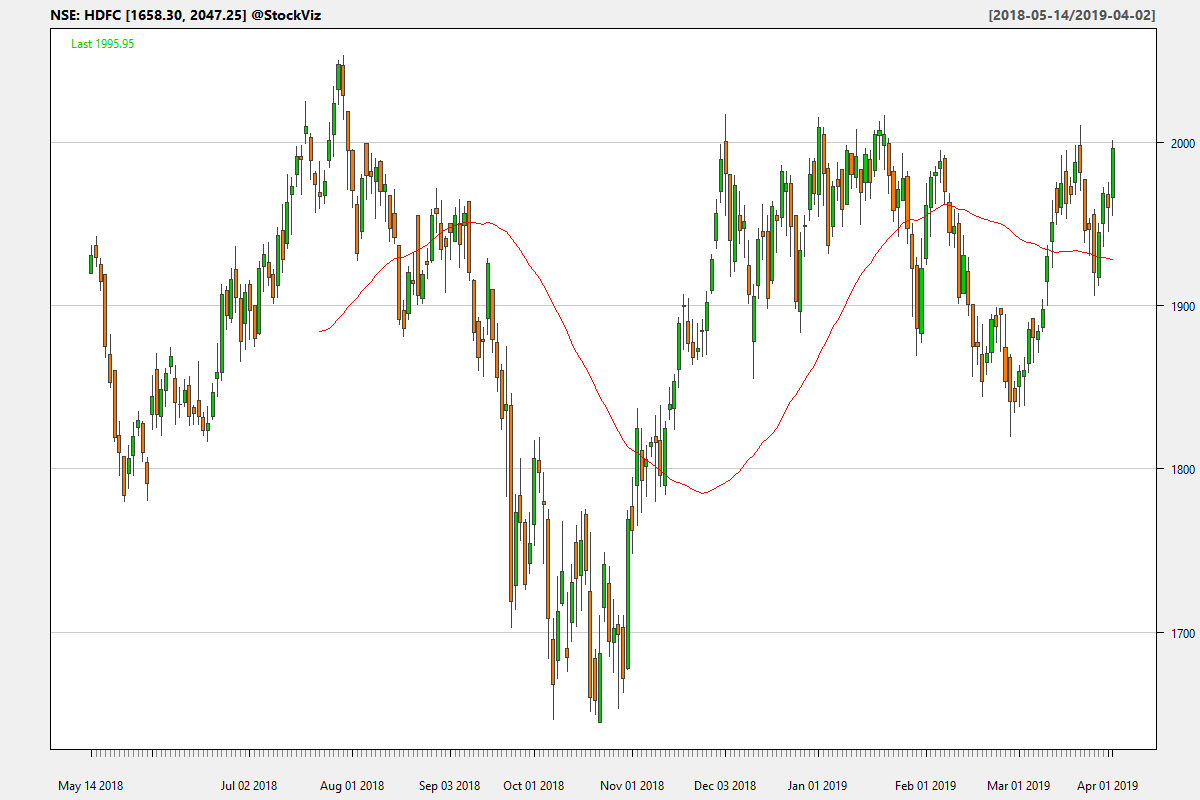 NSE: HDFC [1658.30, 2047.25] @StockViz
[2018-05-14/2019-04-02]
Last 1995.95
2000
1900
1800
1700
May 14 2018 Jul 02 2018 Aug 01 2018 Sep 03 2018 Oct 01 2018 Nov 01 2018 Dec 03 2018 Jan 01 2019 Feb 01 2019 Mar 01 2019 Apr 01 2019